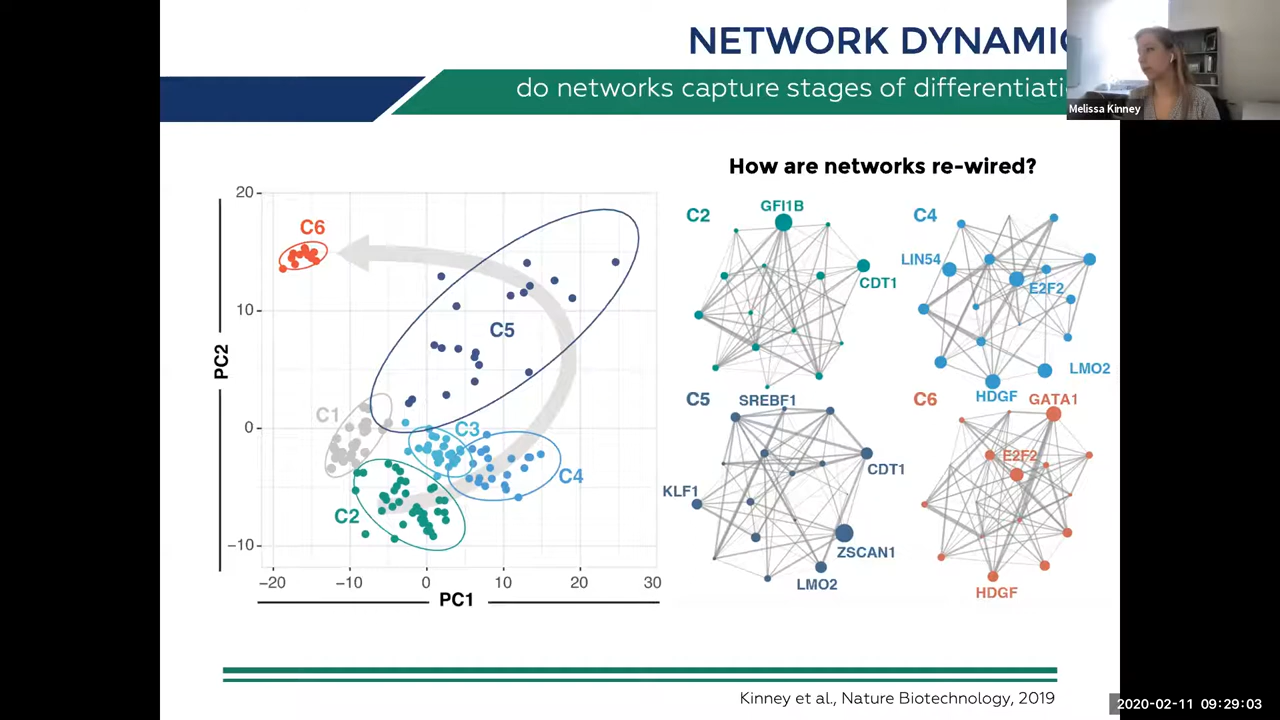 NETWORK DYNAMIC
do networks capture stages of differentiati
Melissa Kinney
How are networks re-wired?
20
10
0
−10
PC2
−20
−10
0
10
20
30
PC1
C6
C5
C1
C3
C4
C2
C2
GFI1B
CDT1
C4
LIN54
E2F2
LMO2
HDGF
C5
SREBF1
CDT1
KLF1
ZSCAN1
LMO2
C6
GATA1
E2F2
HDGF
Kinney et al., Nature Biotechnology, 2019
2020-02-11 09:29:03